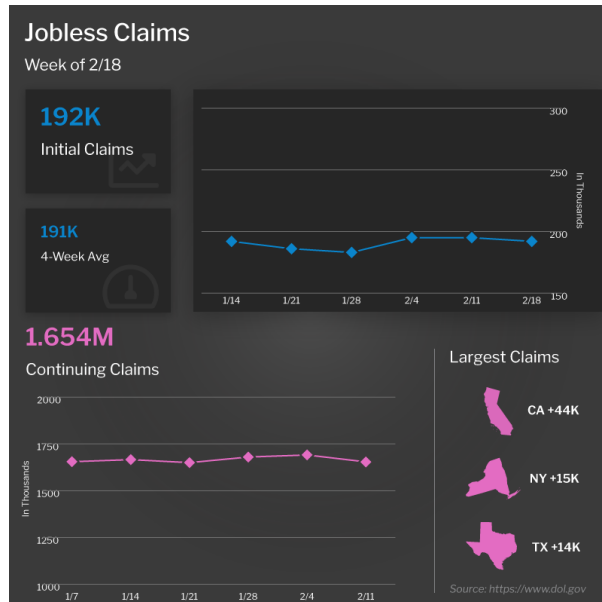 Jobless Claims
Week of 2/18
192K
Initial Claims
191K
4-Week Avg
300
250
200
150
In Thousands
1/14 1/21 1/28 2/4 2/11 2/18
1.654M
Continuing Claims
2000
1750
1500
1250
1000
In Thousands
1/7 1/14 1/21 1/28 2/4 2/11
Largest Claims
CA +44K
NY +15K
TX +14K
Source: https://www.dol.gov